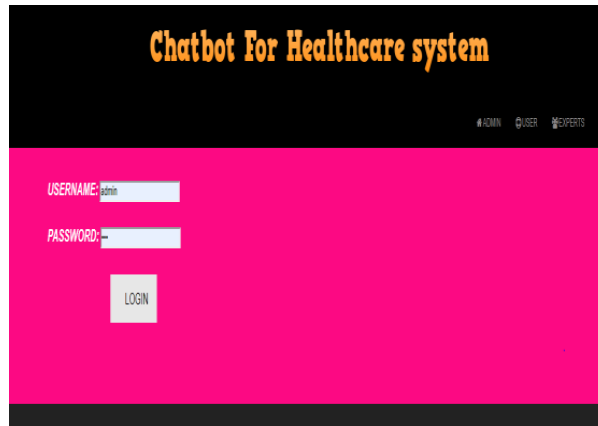 Chatbot For Healthcare system
ADMIN USER EXPERTS
USERNAME: admin
PASSWORD:
LOGIN